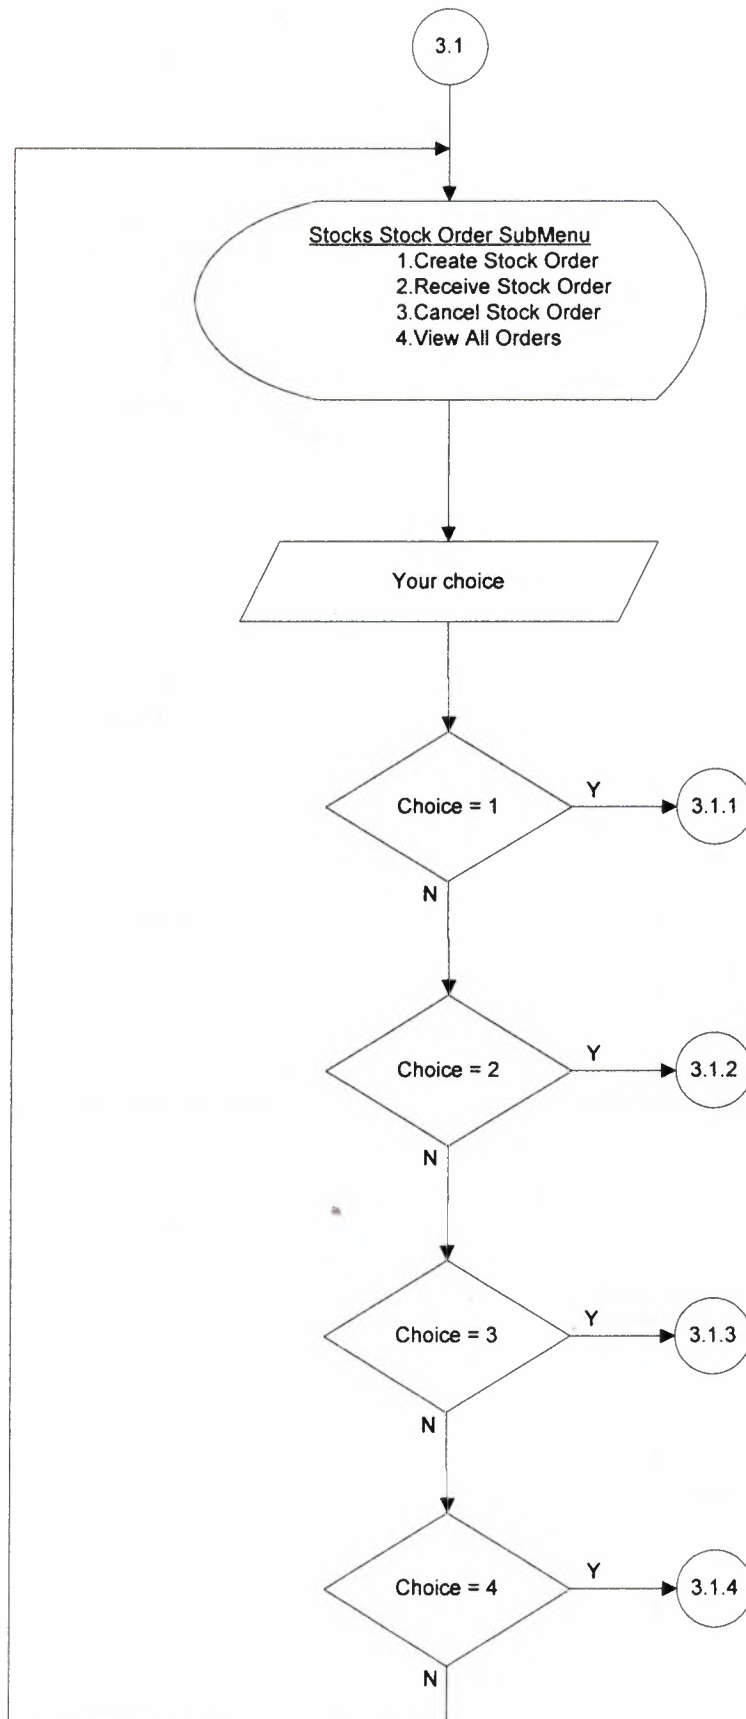 3.1
Stocks Stock Order SubMenu
1.Create Stock Order
2.Receive Stock Order
3.Cancel Stock Order
4.View All Orders
Your choice
Choice = 1
Y
3.1.1
N
Choice = 2
Y
3.1.2
N
Choice = 3
Y
3.1.3
N
Choice = 4
Y
3.1.4
N